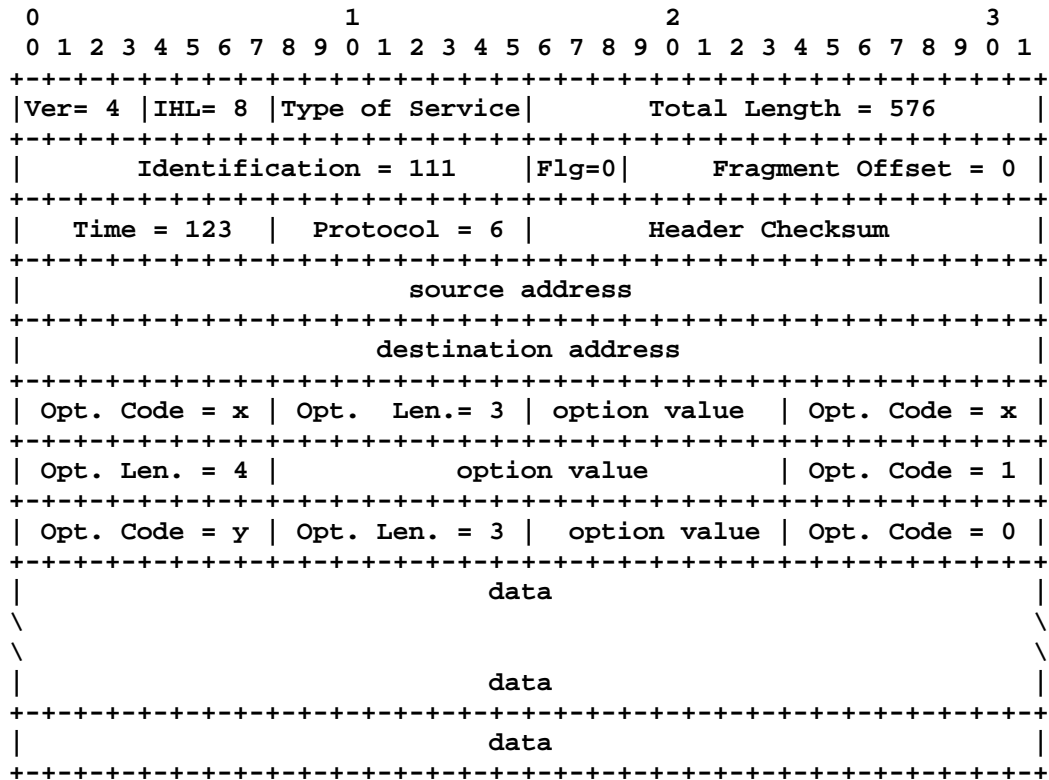 0                   1                   2                   3
 0 1 2 3 4 5 6 7 8 9 0 1 2 3 4 5 6 7 8 9 0 1 2 3 4 5 6 7 8 9 0 1
+-+-+-+-+-+-+-+-+-+-+-+-+-+-+-+-+-+-+-+-+-+-+-+-+-+-+-+-+-+-+-+-+
|Ver= 4 |IHL= 8 |Type of Service|       Total Length = 576      |
+-+-+-+-+-+-+-+-+-+-+-+-+-+-+-+-+-+-+-+-+-+-+-+-+-+-+-+-+-+-+-+-+
|       Identification = 111    |Flg=0|     Fragment Offset = 0 |
+-+-+-+-+-+-+-+-+-+-+-+-+-+-+-+-+-+-+-+-+-+-+-+-+-+-+-+-+-+-+-+-+
|   Time = 123  |  Protocol = 6 |       Header Checksum         |
+-+-+-+-+-+-+-+-+-+-+-+-+-+-+-+-+-+-+-+-+-+-+-+-+-+-+-+-+-+-+-+-+
|                        source address                         |
+-+-+-+-+-+-+-+-+-+-+-+-+-+-+-+-+-+-+-+-+-+-+-+-+-+-+-+-+-+-+-+-+
|                      destination address                      |
+-+-+-+-+-+-+-+-+-+-+-+-+-+-+-+-+-+-+-+-+-+-+-+-+-+-+-+-+-+-+-+-+
| Opt. Code = x | Opt.  Len.= 3 | option value  | Opt. Code = x |
+-+-+-+-+-+-+-+-+-+-+-+-+-+-+-+-+-+-+-+-+-+-+-+-+-+-+-+-+-+-+-+-+
| Opt. Len. = 4 |           option value        | Opt. Code = 1 |
+-+-+-+-+-+-+-+-+-+-+-+-+-+-+-+-+-+-+-+-+-+-+-+-+-+-+-+-+-+-+-+-+
| Opt. Code = y | Opt. Len. = 3 |  option value | Opt. Code = 0 |
+-+-+-+-+-+-+-+-+-+-+-+-+-+-+-+-+-+-+-+-+-+-+-+-+-+-+-+-+-+-+-+-+
|                             data                              |
\                                                               \
\                                                               \
|                             data                              |
+-+-+-+-+-+-+-+-+-+-+-+-+-+-+-+-+-+-+-+-+-+-+-+-+-+-+-+-+-+-+-+-+
|                             data                              |
+-+-+-+-+-+-+-+-+-+-+-+-+-+-+-+-+-+-+-+-+-+-+-+-+-+-+-+-+-+-+-+-+